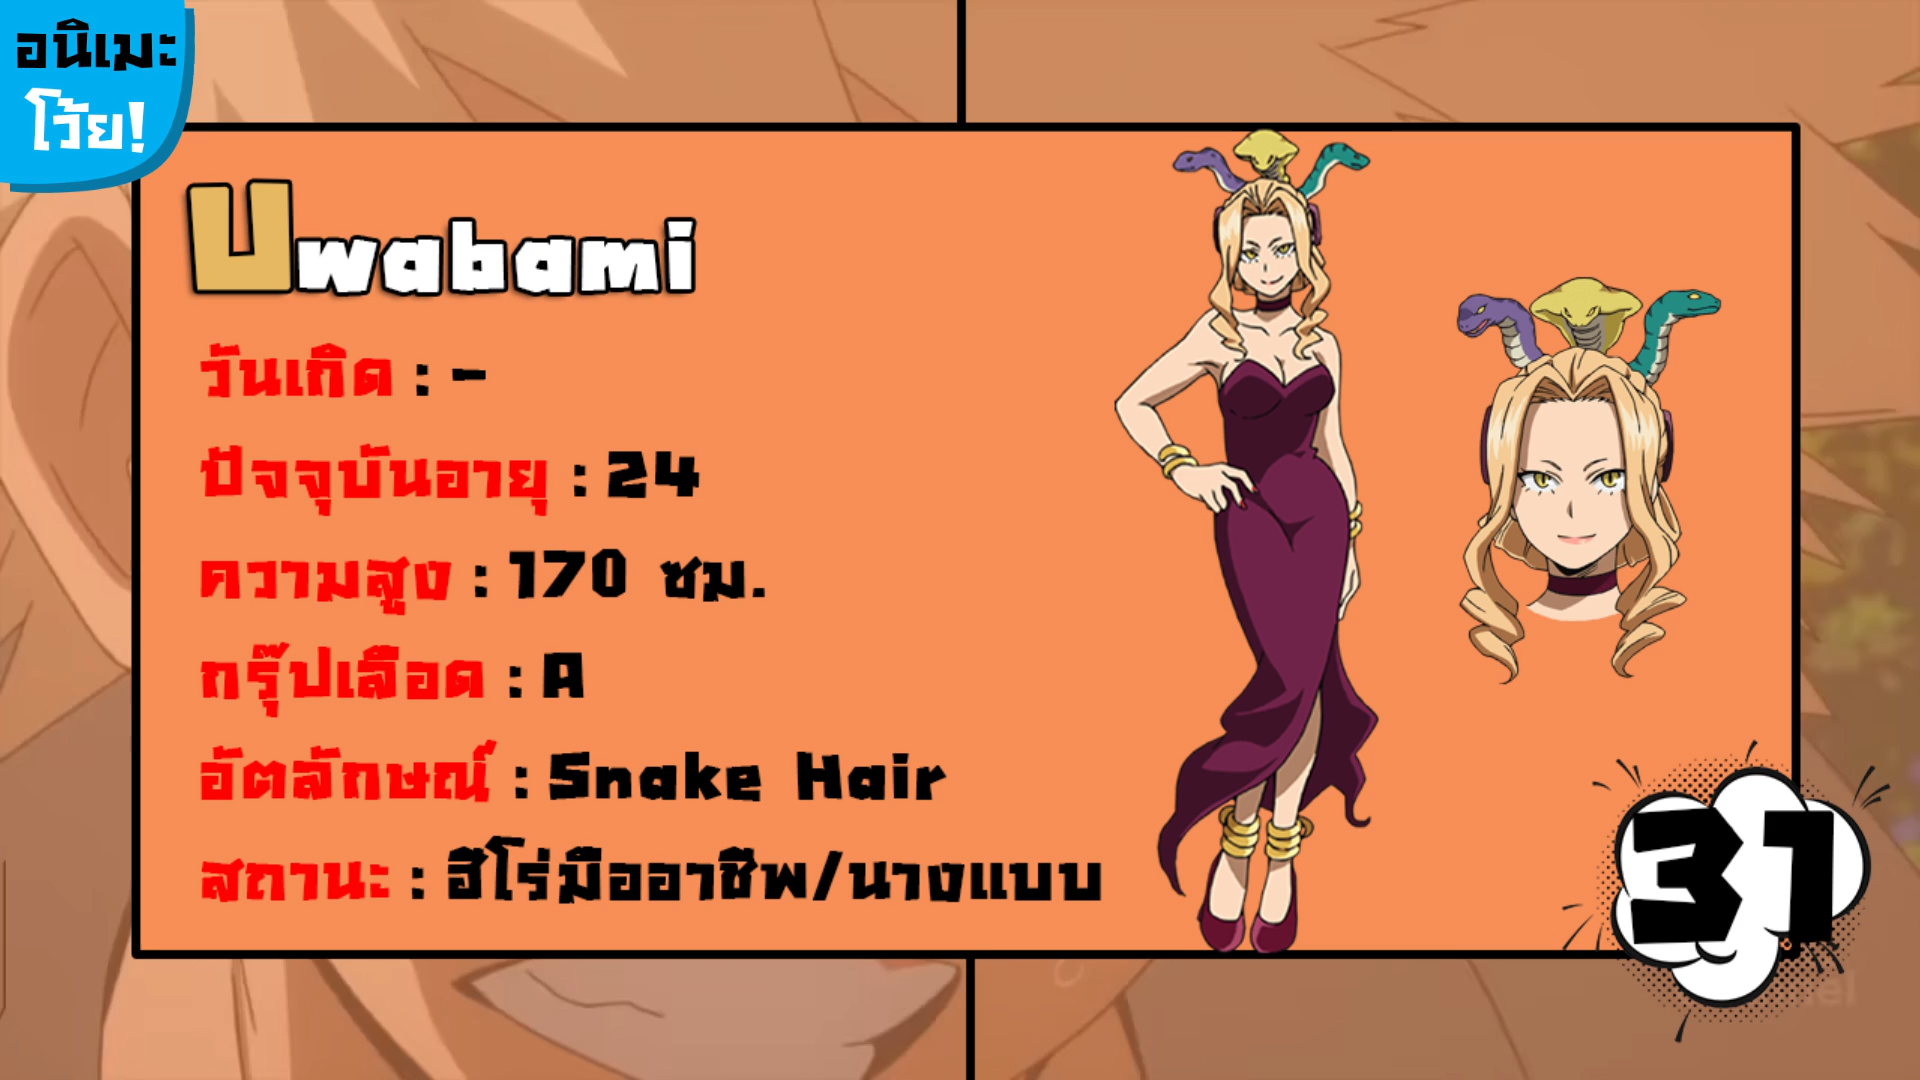 อนิเมะ
โว้ย!
Uwabami
วันเกิด : -
ปัจจุบันอายุ : 24
ความสูง : 170 ซม.
กรุ๊ปเลือด : A
อัตลักษณ์ : Snake Hair
สถานะ : ฮีโร่มืออาชีพ/นางแบบ
31